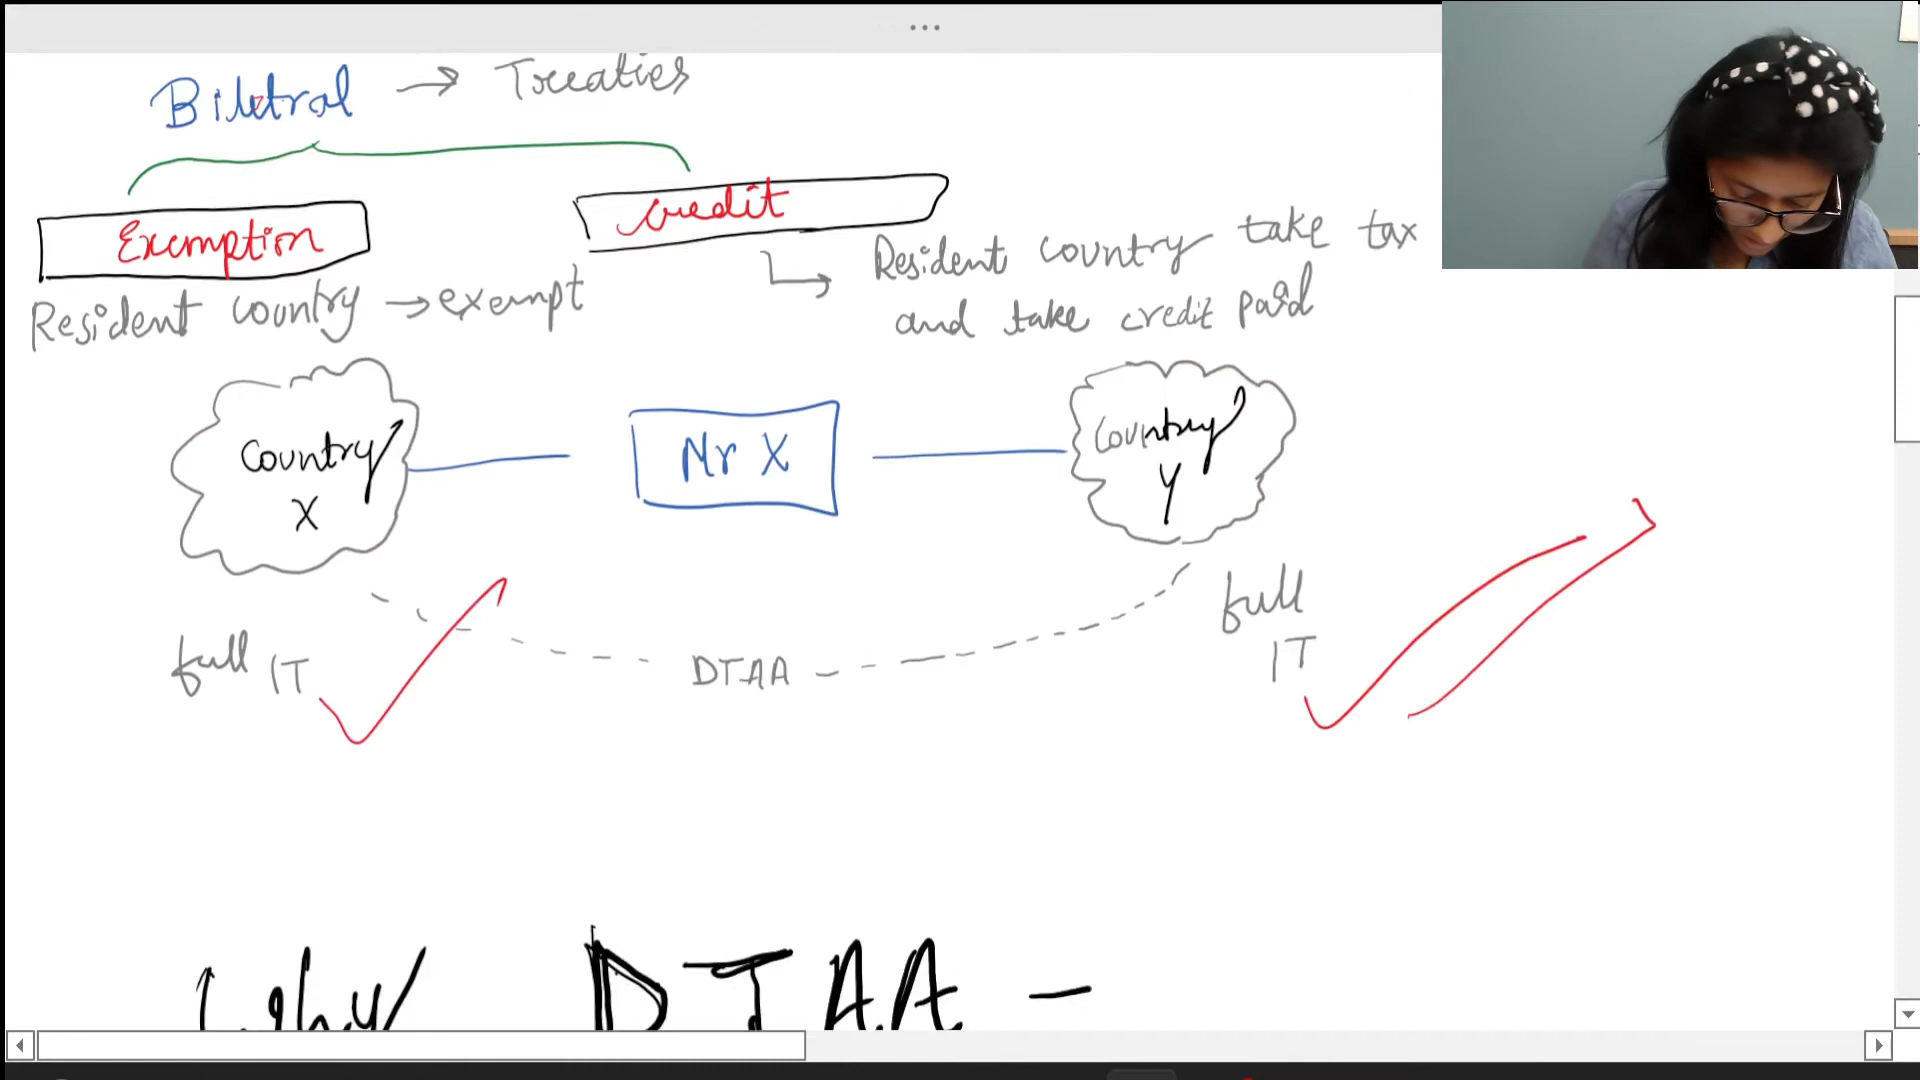 Biletral → Treaties
Exemption
Credit
Resident country → exempt
Resident country take tax
and take credit paid
Country
X
Mr X
Country
Y
full IT
DTAA
full
IT
Why DTAA -